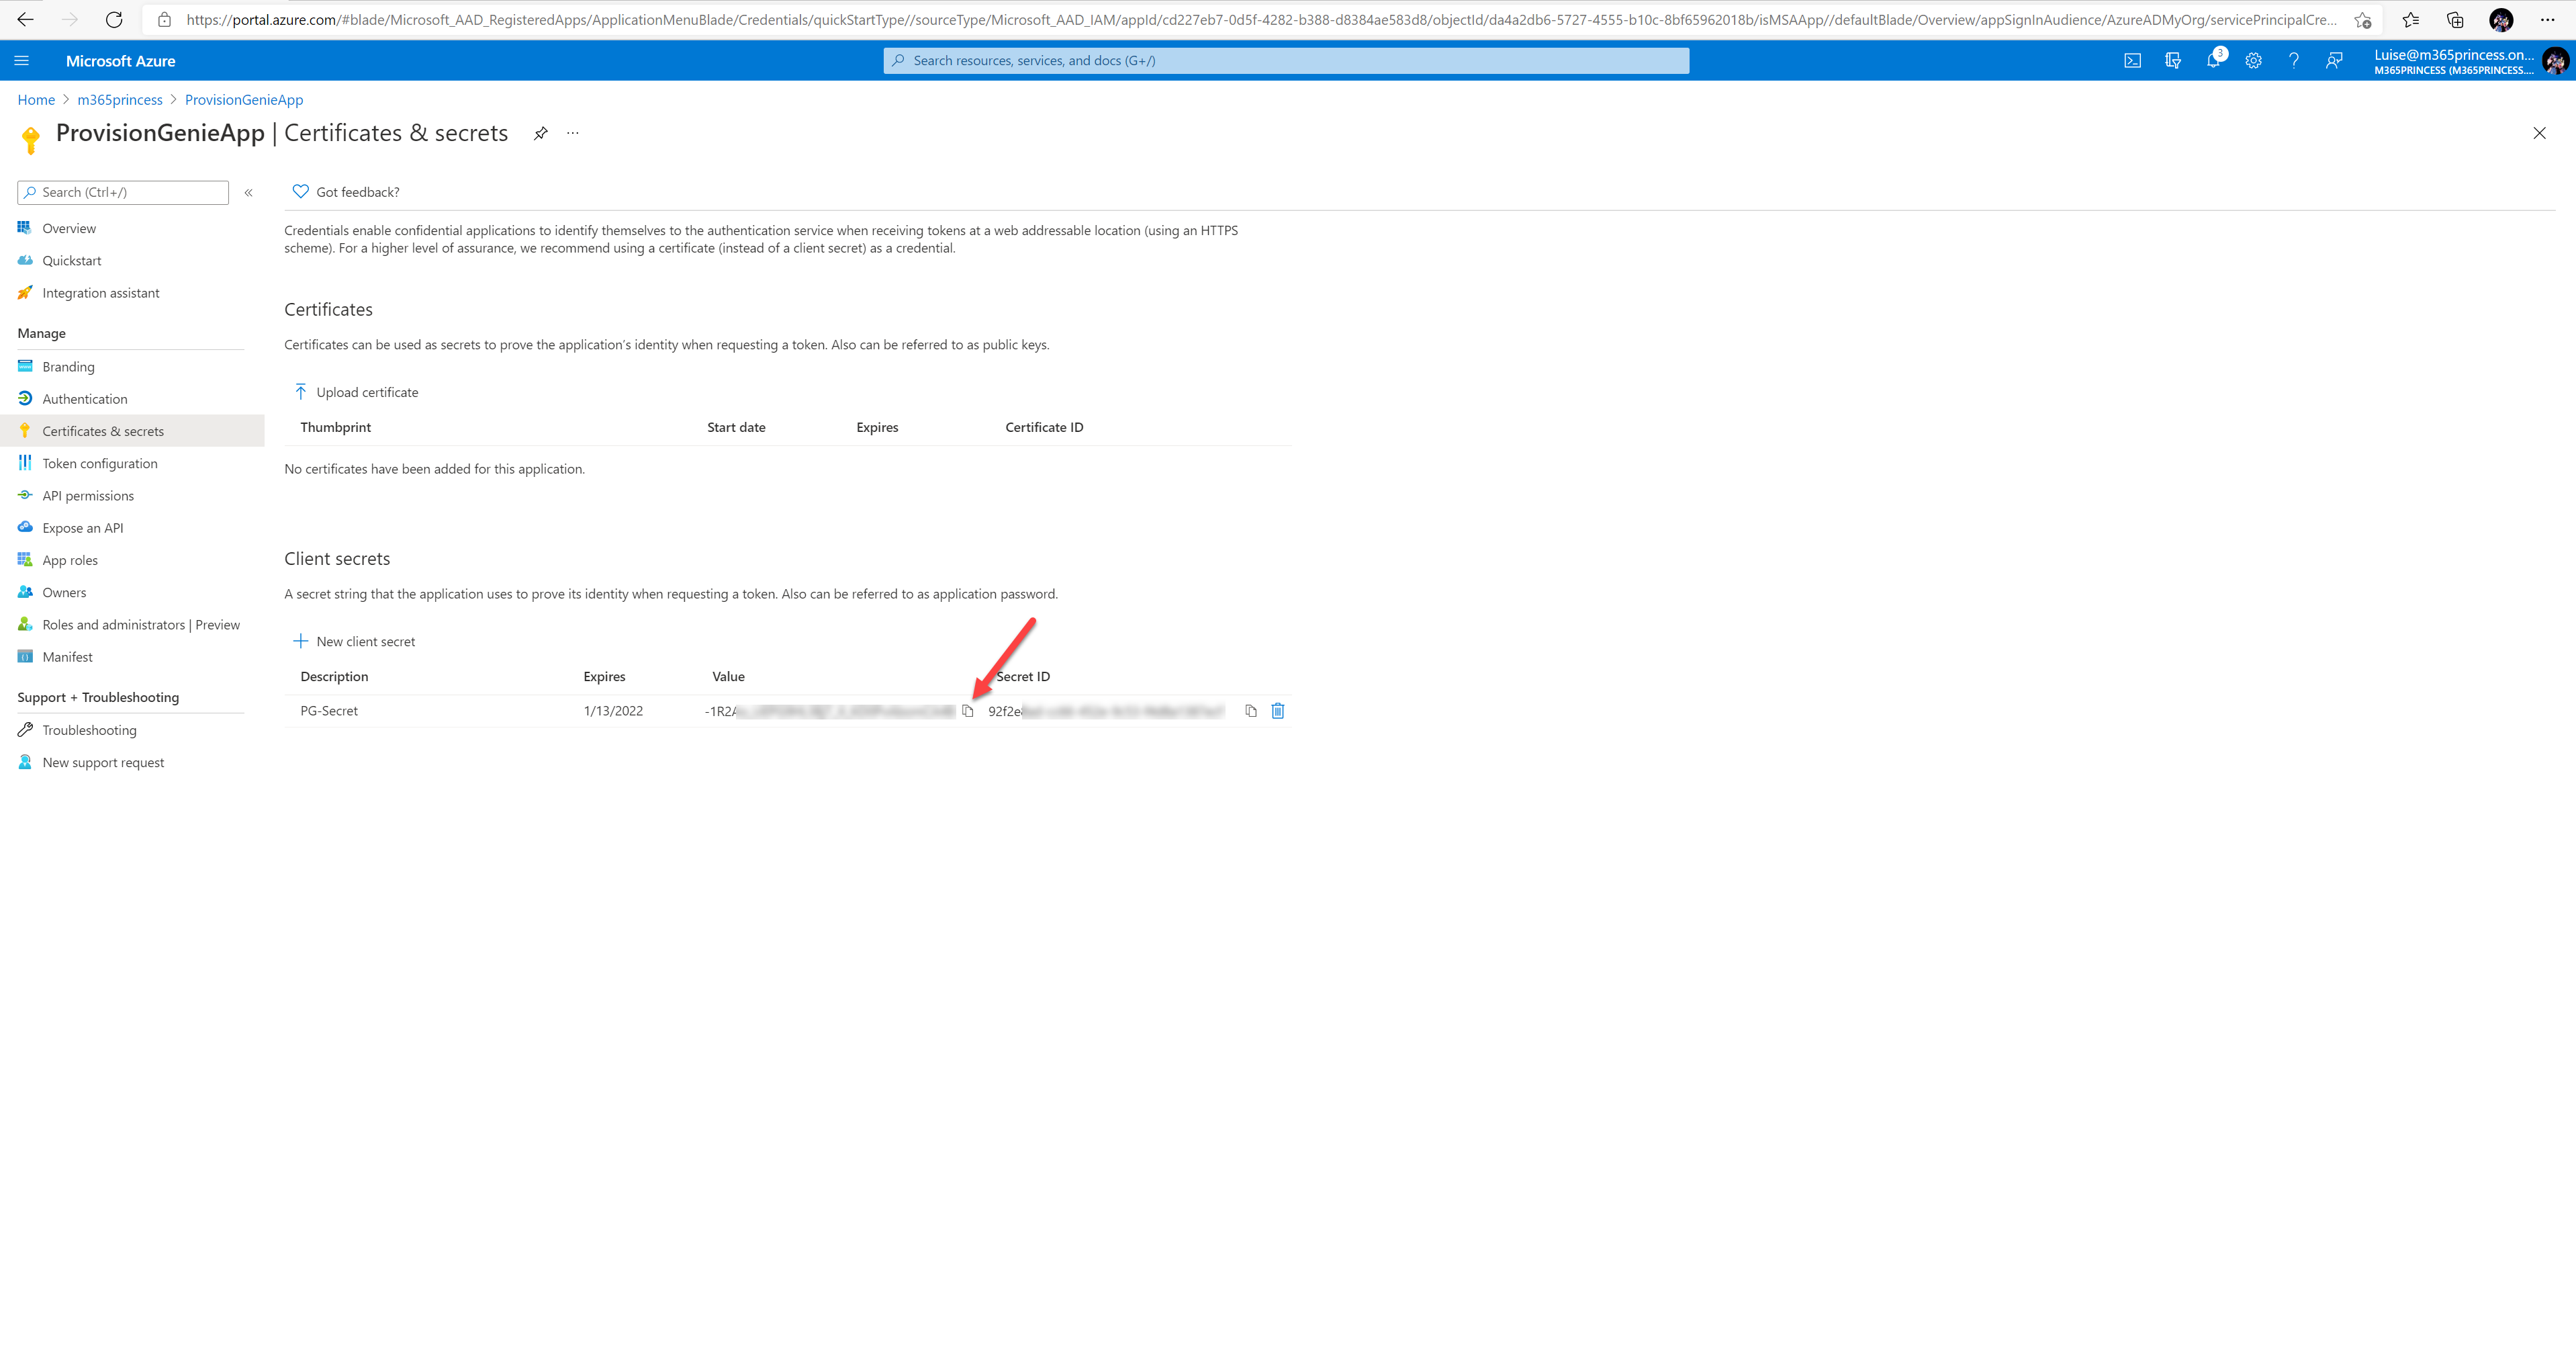 https://portal.azure.com/#blade/Microsoft_AAD_RegisteredApps/ApplicationMenuBlade/Credentials/quickStartType//sourceType/Microsoft_AAD_IAM/appId/cd227eb7-0d5f-4282-b388-d8384ae583d8/objectId/da4a2db6-5727-4555-b10c-8bf65962018b/isMSAApp//defaultBlade/Overview/appSignInAudience/AzureADMyOrg/servicePrincipalCre...
Microsoft Azure
Search resources, services, and docs (G+/)
3
Luise@m365princess.on...
M365PRINCESS (M365PRINCESS....
Home > m365princess > ProvisionGenieApp
ProvisionGenieApp | Certificates & secrets
Search (Ctrl+/)
Overview
Quickstart
Integration assistant
Manage
Branding
Authentication
Certificates & secrets
Token configuration
API permissions
Expose an API
App roles
Owners
Roles and administrators | Preview
Manifest
Support + Troubleshooting
Troubleshooting
New support request
Got feedback?
Credentials enable confidential applications to identify themselves to the authentication service when receiving tokens at a web addressable location (using an HTTPS
scheme). For a higher level of assurance, we recommend using a certificate (instead of a client secret) as a credential.
Certificates
Certificates can be used as secrets to prove the application's identity when requesting a token. Also can be referred to as public keys.
Upload certificate
Thumbprint Start date Expires Certificate ID
No certificates have been added for this application.
Client secrets
A secret string that the application uses to prove its identity when requesting a token. Also can be referred to as application password.
New client secret
Description Expires Value Secret ID
PG-Secret 1/13/2022